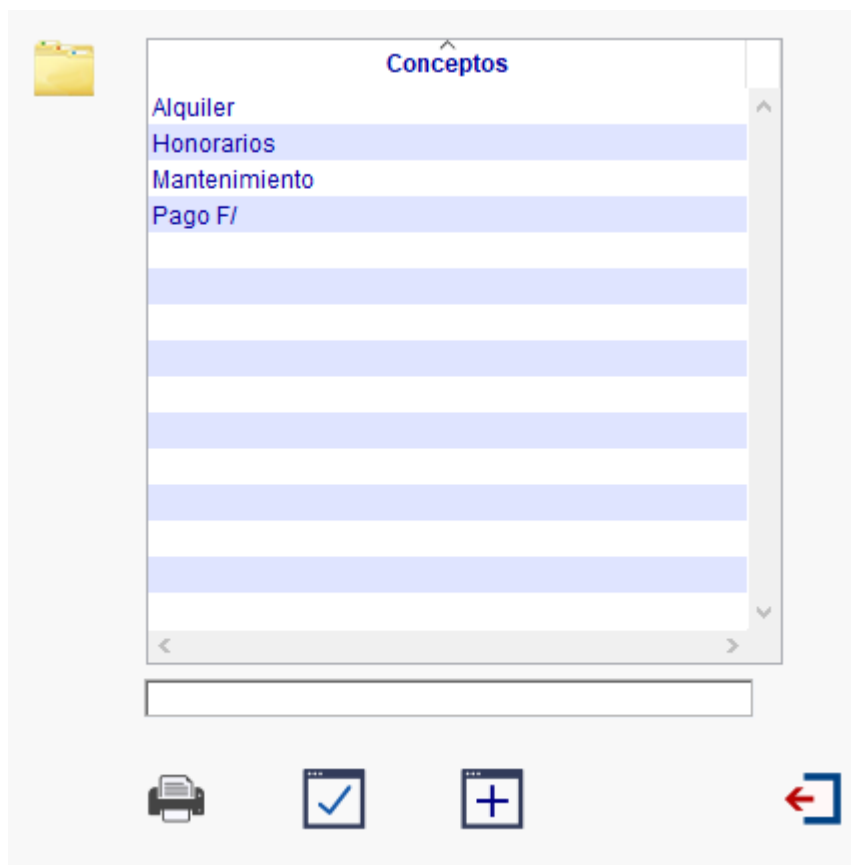 Conceptos
Alquiler
Honorarios
Mantenimiento
Pago F/